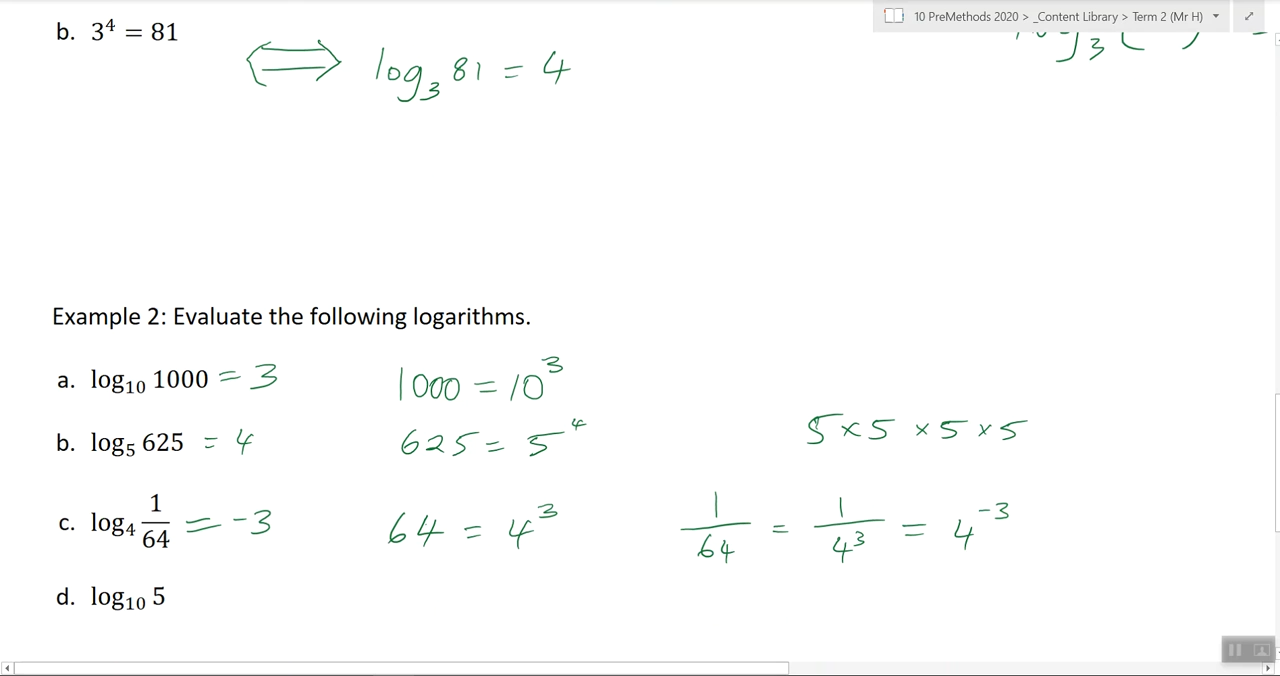 10 PreMethods 2020 > _Content Library > Term 2 (Mr H)
b. 3⁴ = 81
⟺ log₃ 81 = 4
Example 2: Evaluate the following logarithms.
a. log₁₀ 1000 = 3 1000 = 10³
b. log₅ 625 = 4 625 = 5⁴ 5 × 5 × 5 × 5
c. log₄ 1/64 = -3 64 = 4³ 1/64 = 1/4³ = 4⁻³
d. log₁₀ 5